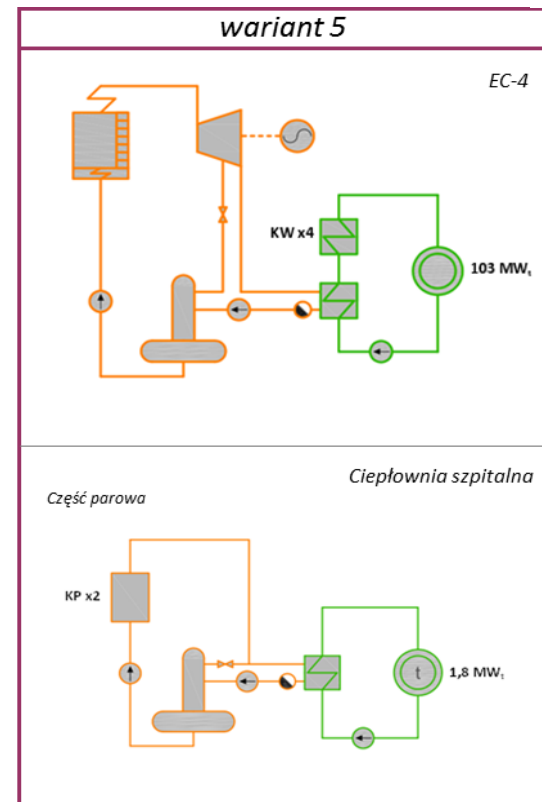 wariant 5
EC-4
KW x4
103 MWₜ
Ciepłownia szpitalna
Część parowa
KP x2
t
1,8 MWₜ